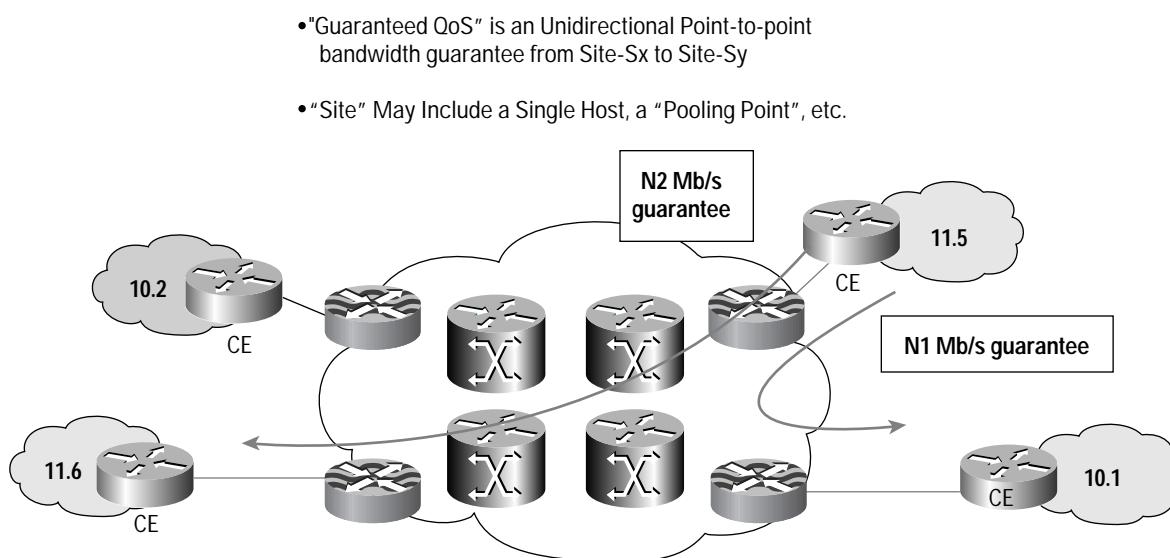 •"Guaranteed QoS” is an Unidirectional Point-to-point
bandwidth guarantee from Site-Sx to Site-Sy
•“Site” May Include a Single Host, a “Pooling Point”, etc.
N2 Mb/s
guarantee
11.5
CE
10.2
CE
N1 Mb/s guarantee
11.6
CE
10.1
CE